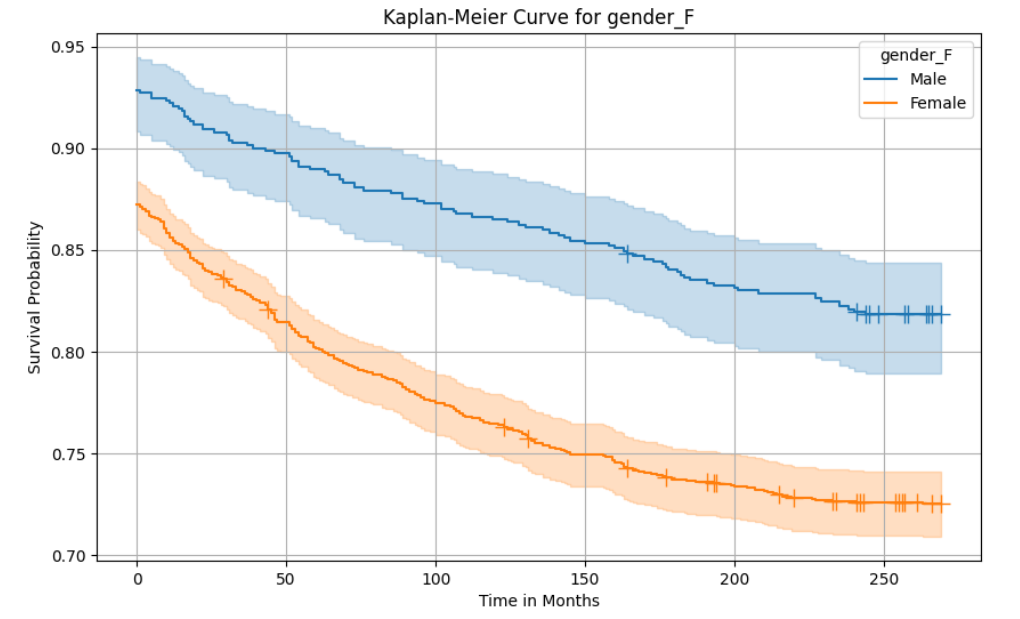 Kaplan-Meier Curve for gender_F
gender_F
Male
Female
Survival Probability
0.95
0.90
0.85
0.80
0.75
0.70
0
50
100
150
200
250
Time in Months